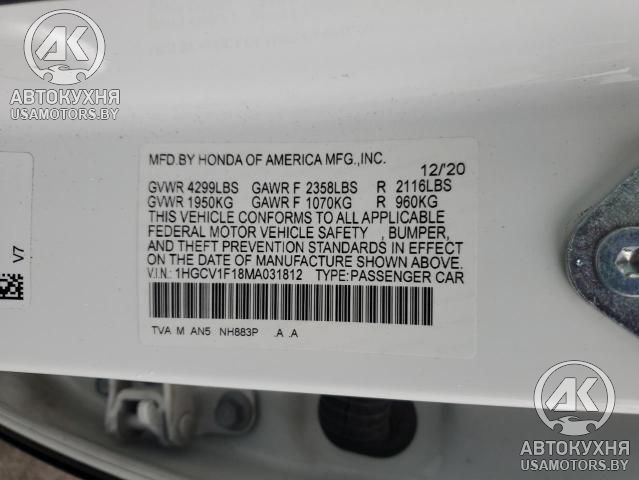 AK
АВТОКУХНЯ
USAMOTORS.BY
MFD.BY HONDA OF AMERICA MFG.,INC.
12/'20
GVWR 4299LBS GAWR F 2358LBS R 2116LBS
GVWR 1950KG GAWR F 1070KG R 960KG
THIS VEHICLE CONFORMS TO ALL APPLICABLE
FEDERAL MOTOR VEHICLE SAFETY , BUMPER,
AND THEFT PREVENTION STANDARDS IN EFFECT
ON THE DATE OF MANUFACTURE SHOWN ABOVE.
V.I.N.: 1HGCV1F18MA031812 TYPE:PASSENGER CAR
TVA M AN5 NH883P .A .A
V7
AK
АВТОКУХНЯ
USAMOTORS.BY